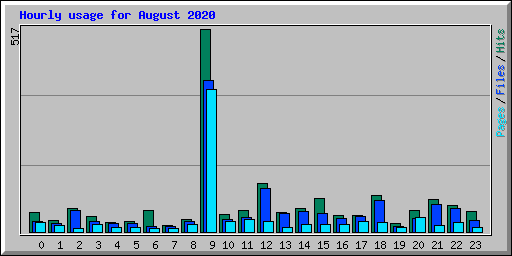 Hourly usage for August 2020
517
Pages / Files / Hits
0 1 2 3 4 5 6 7 8 9 10 11 12 13 14 15 16 17 18 19 20 21 22 23